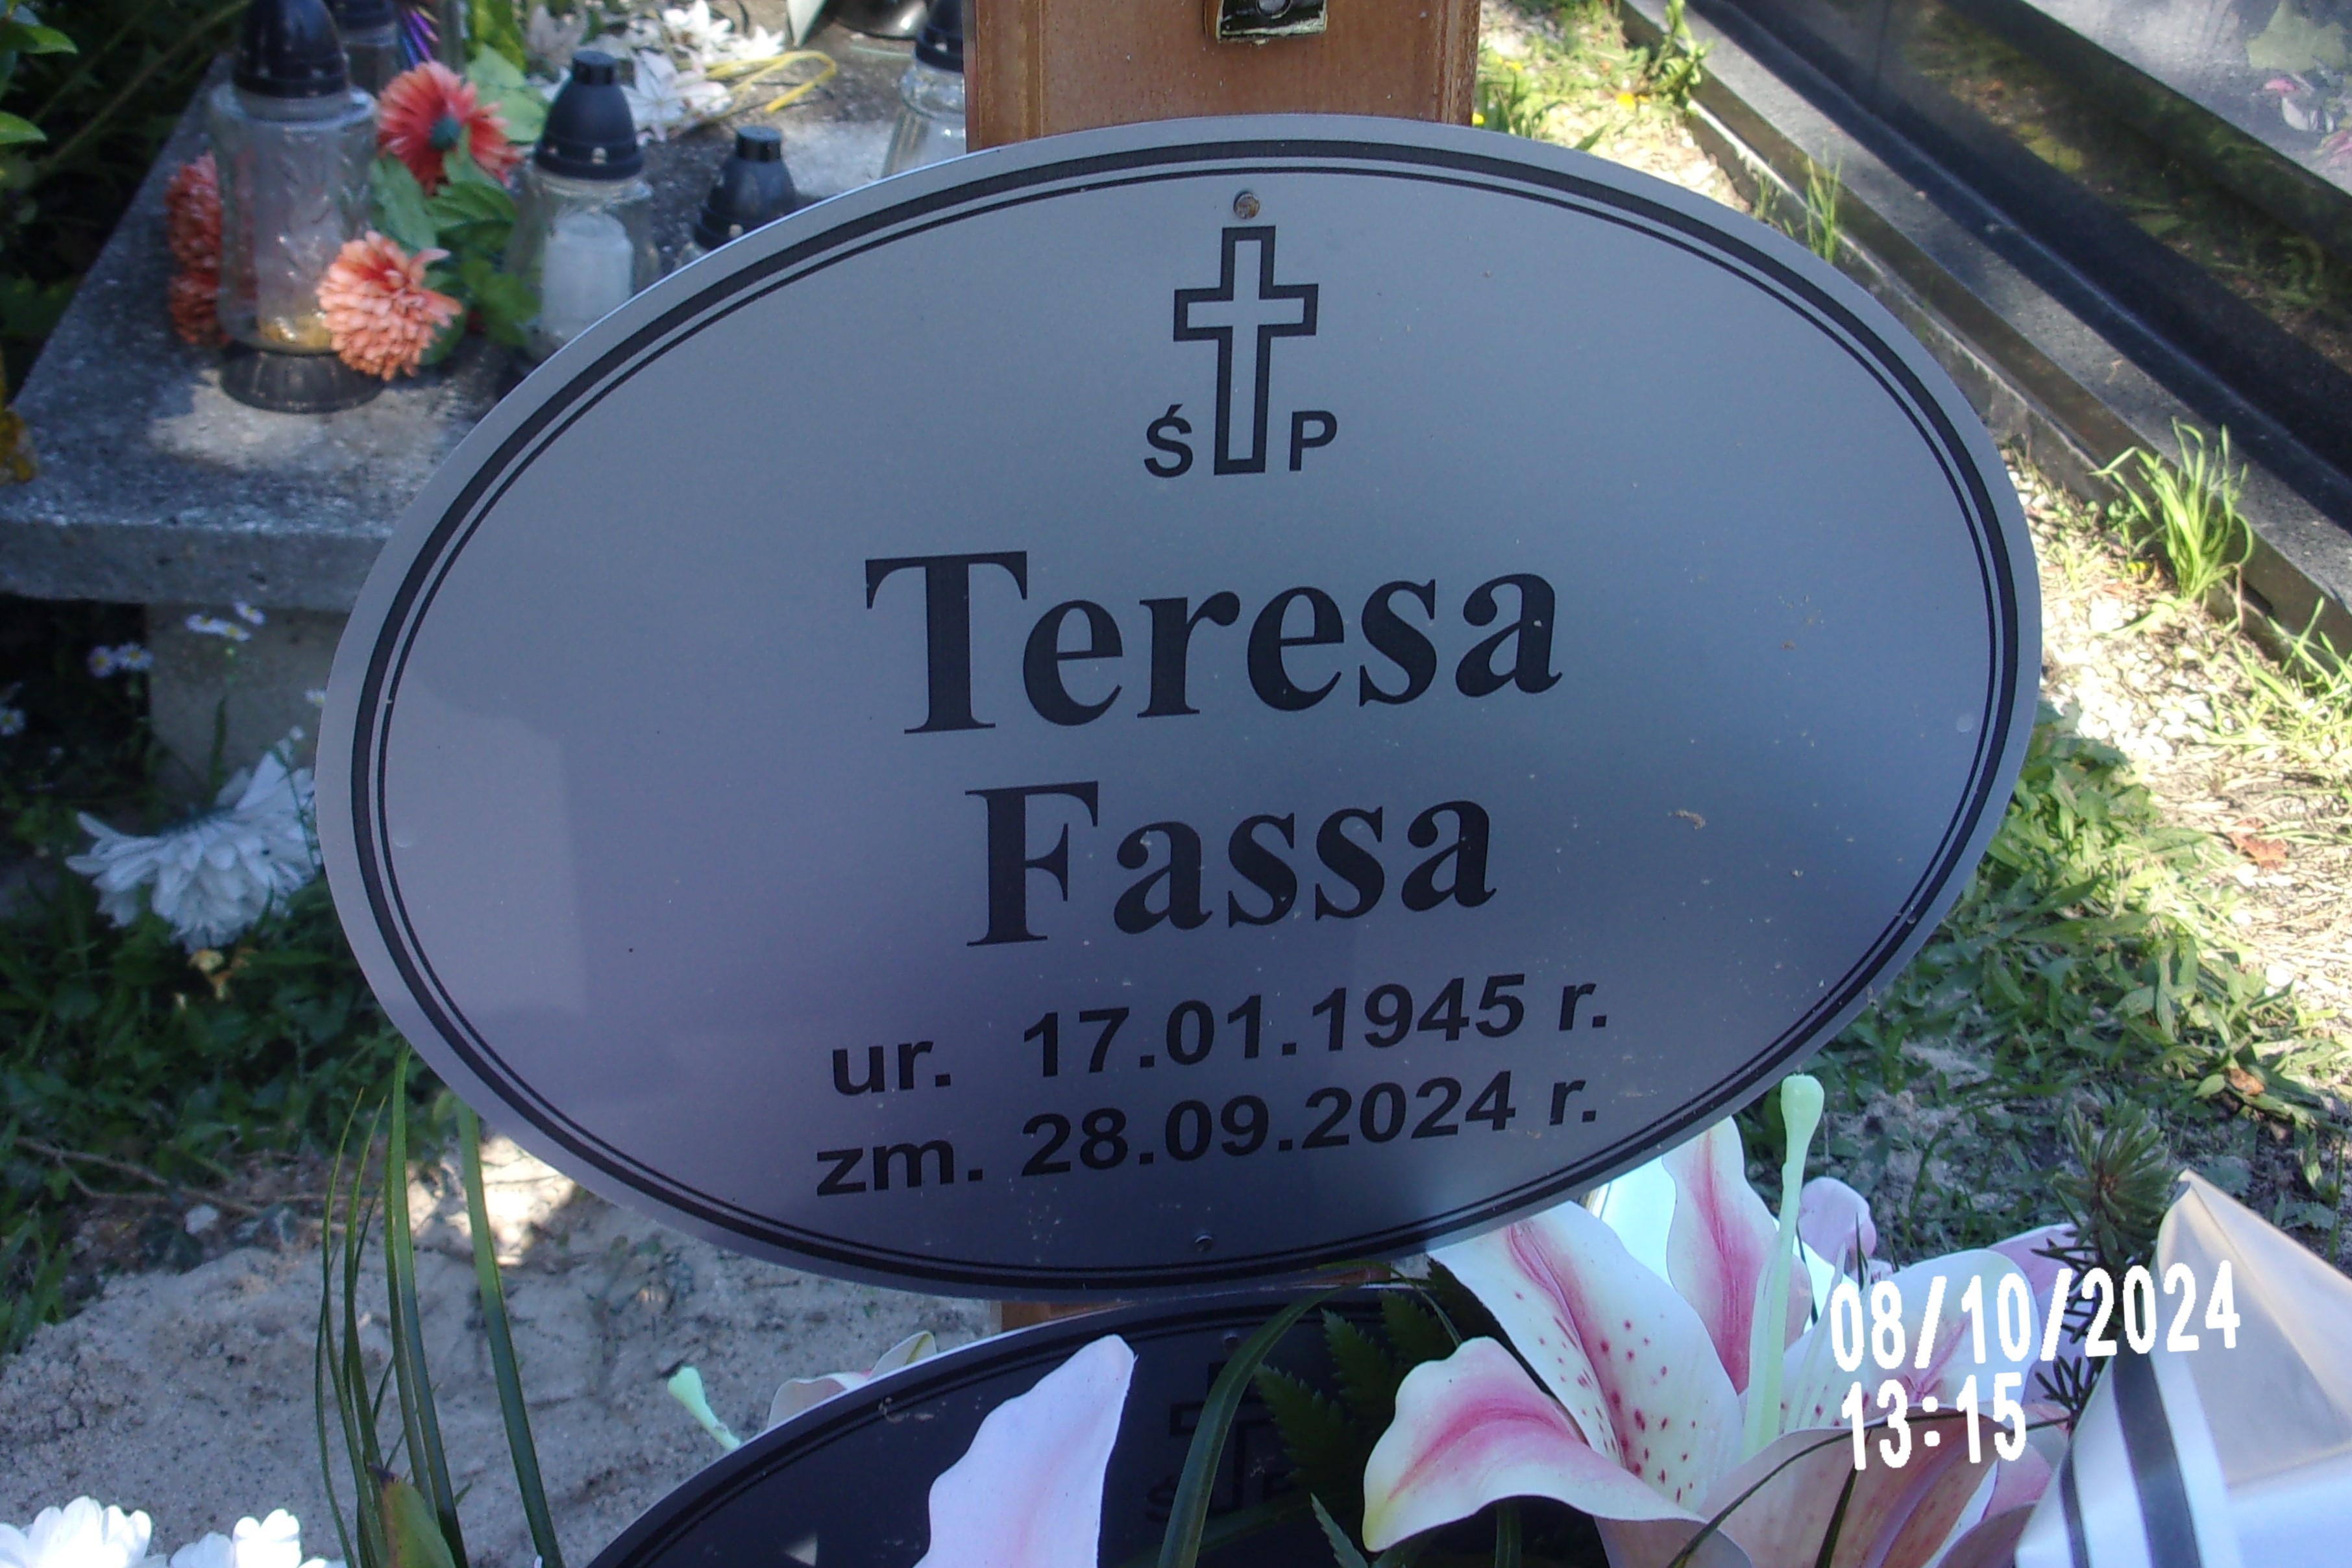 Ś P
Teresa
Fassa
ur. 17.01.1945 r.
zm. 28.09.2024 r.
08/10/2024
13:15